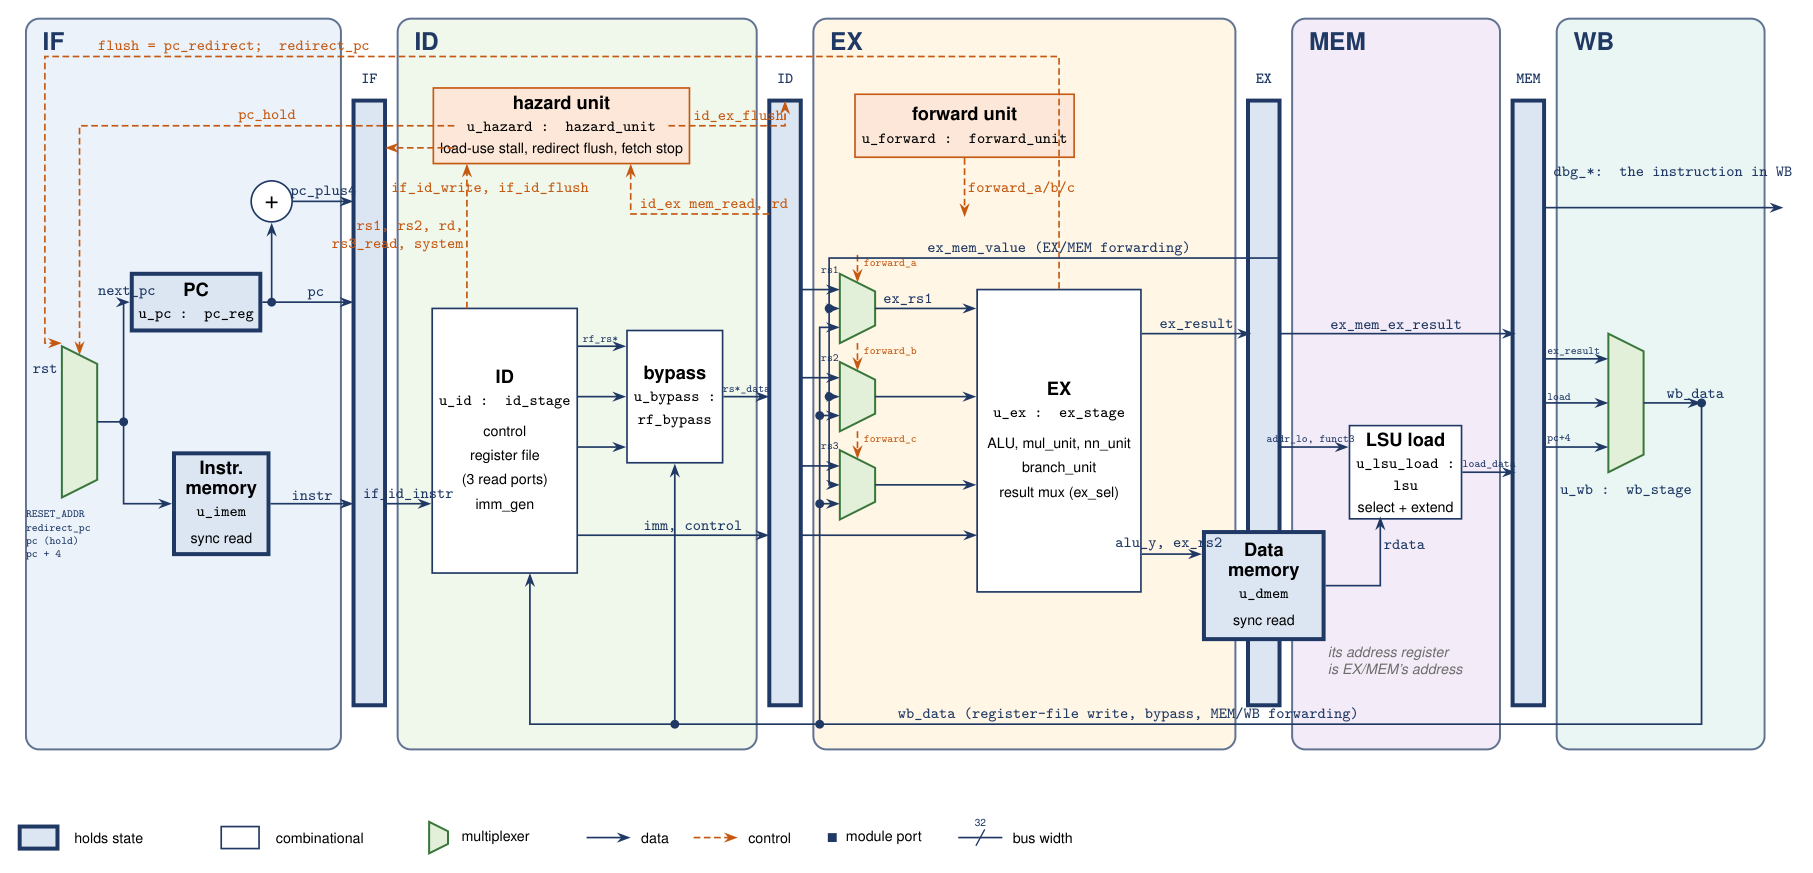 IF
ID
EX
MEM
WB
flush = pc_redirect; redirect_pc
IF
ID
EX
MEM
hazard unit
u_hazard : hazard_unit
load-use stall, redirect flush, fetch stop
pc_hold
id_ex_flush
forward unit
u_forward : forward_unit
dbg_*: the instruction in WB
pc_plus4
+
if_id_write, if_id_flush
id_ex mem_read, rd
forward_a/b/c
rs1, rs2, rd,
rs3_read, system
ex_mem_value (EX/MEM forwarding)
rs1
forward_a
next_pc
PC
u_pc : pc_reg
pc
ex_rs1
ex_result
ex_mem_ex_result
rf_rs*
rst
rs2
forward_b
ex_result
ID
u_id : id_stage
control
register file
(3 read ports)
imm_gen
bypass
u_bypass :
rf_bypass
rs*_data
EX
u_ex : ex_stage
ALU, mul_unit, nn_unit
branch_unit
result mux (ex_sel)
load
wb_data
rs3
forward_c
addr_lo, funct3
LSU load
u_lsu_load :
lsu
select + extend
load_data
pc+4
u_wb : wb_stage
Instr.
memory
u_imem
sync read
instr
if_id_instr
RESET_ADDR
redirect_pc
pc (hold)
pc + 4
imm, control
alu_y, ex_rs2
Data
memory
u_dmem
sync read
rdata
its address register
is EX/MEM's address
wb_data (register-file write, bypass, MEM/WB forwarding)
holds state
combinational
multiplexer
data
control
module port
32
bus width